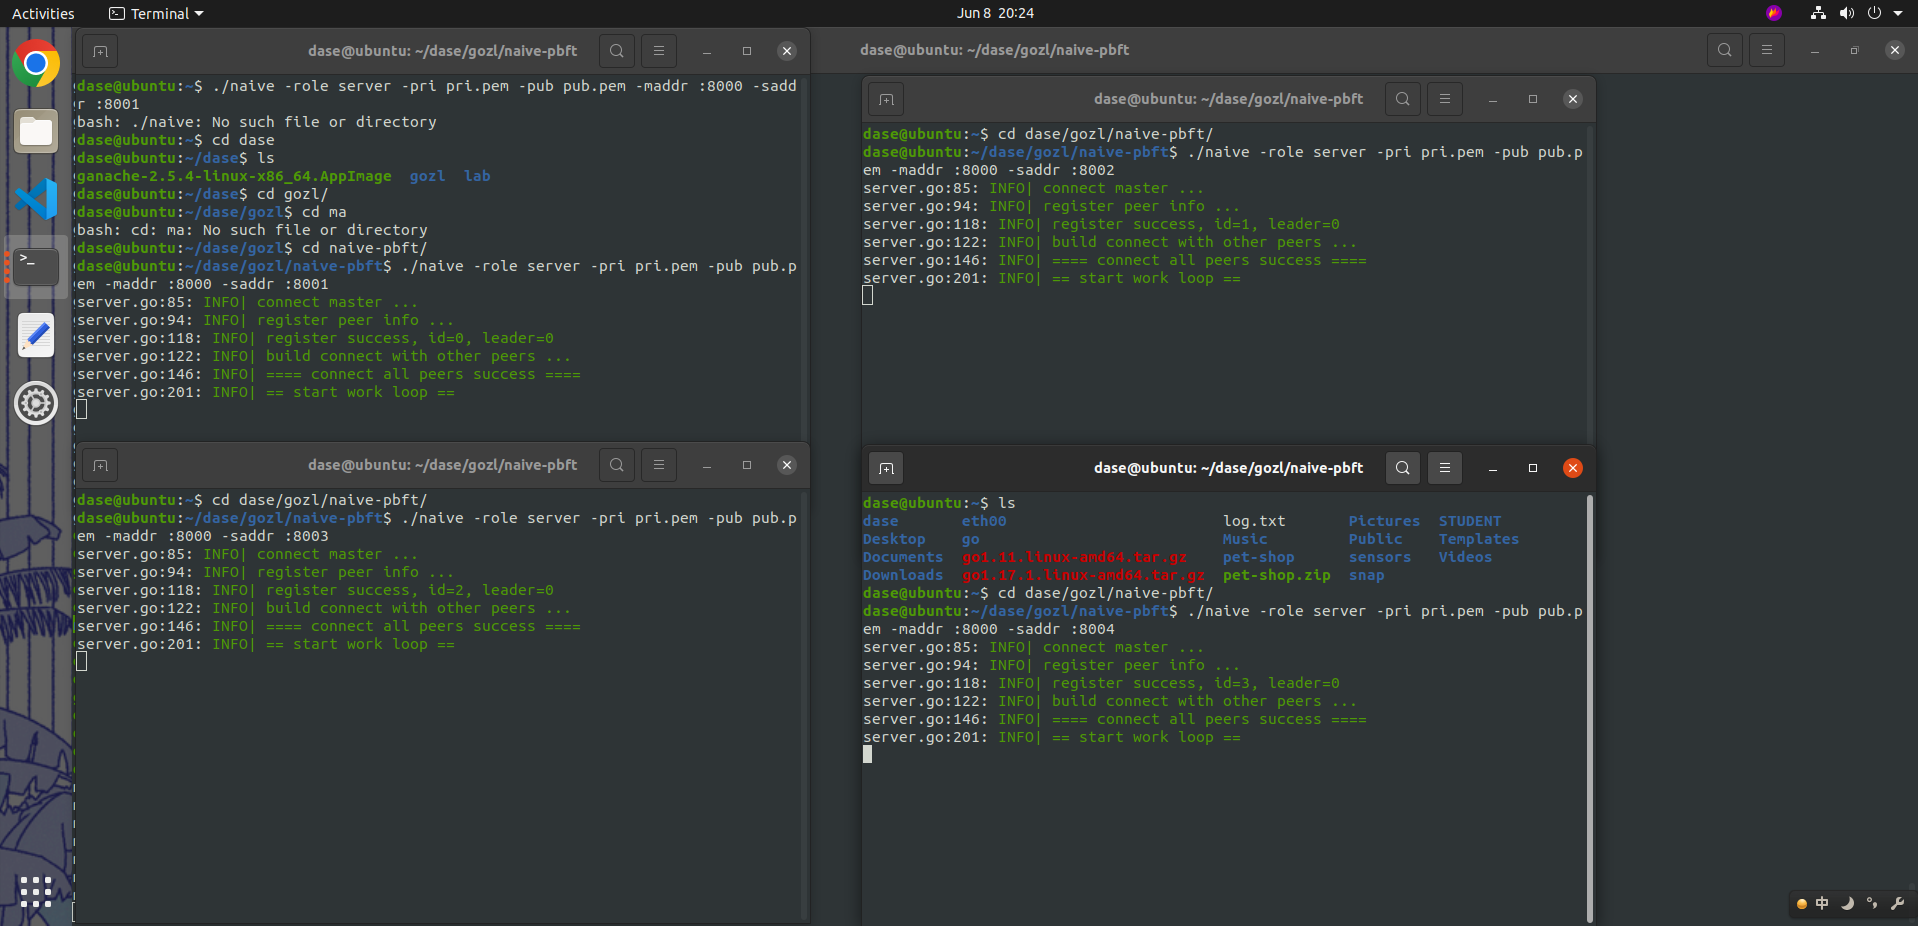 Activities
Terminal
Jun 8 20:24
dase@ubuntu: ~/dase/gozl/naive-pbft
dase@ubuntu:~$ ./naive -role server -pri pri.pem -pub pub.pem -maddr :8000 -sadd
r :8001
bash: ./naive: No such file or directory
dase@ubuntu:~$ cd dase
dase@ubuntu:~/dase$ ls
ganache-2.5.4-linux-x86_64.AppImage  gozl  lab
dase@ubuntu:~/dase$ cd gozl/
dase@ubuntu:~/dase/gozl$ cd ma
bash: cd: ma: No such file or directory
dase@ubuntu:~/dase/gozl$ cd naive-pbft/
dase@ubuntu:~/dase/gozl/naive-pbft$ ./naive -role server -pri pri.pem -pub pub.p
em -maddr :8000 -saddr :8001
server.go:85: INFO| connect master ...
server.go:94: INFO| register peer info ...
server.go:118: INFO| register success, id=0, leader=0
server.go:122: INFO| build connect with other peers ...
server.go:146: INFO| ==== connect all peers success ====
server.go:201: INFO| == start work loop ==
dase@ubuntu: ~/dase/gozl/naive-pbft
dase@ubuntu: ~/dase/gozl/naive-pbft
dase@ubuntu:~$ cd dase/gozl/naive-pbft/
dase@ubuntu:~/dase/gozl/naive-pbft$ ./naive -role server -pri pri.pem -pub pub.p
em -maddr :8000 -saddr :8002
server.go:85: INFO| connect master ...
server.go:94: INFO| register peer info ...
server.go:118: INFO| register success, id=1, leader=0
server.go:122: INFO| build connect with other peers ...
server.go:146: INFO| ==== connect all peers success ====
server.go:201: INFO| == start work loop ==
dase@ubuntu: ~/dase/gozl/naive-pbft
dase@ubuntu:~$ cd dase/gozl/naive-pbft/
dase@ubuntu:~/dase/gozl/naive-pbft$ ./naive -role server -pri pri.pem -pub pub.p
em -maddr :8000 -saddr :8003
server.go:85: INFO| connect master ...
server.go:94: INFO| register peer info ...
server.go:118: INFO| register success, id=2, leader=0
server.go:122: INFO| build connect with other peers ...
server.go:146: INFO| ==== connect all peers success ====
server.go:201: INFO| == start work loop ==
dase@ubuntu: ~/dase/gozl/naive-pbft
dase@ubuntu:~$ ls
dase  eth00  log.txt  Pictures  STUDENT
Desktop  go  Music  Public  Templates
Documents  go1.11.linux-amd64.tar.gz  pet-shop  sensors  Videos
Downloads  go1.17.1.linux-amd64.tar.gz  pet-shop.zip  snap
dase@ubuntu:~$ cd dase/gozl/naive-pbft/
dase@ubuntu:~/dase/gozl/naive-pbft$ ./naive -role server -pri pri.pem -pub pub.p
em -maddr :8000 -saddr :8004
server.go:85: INFO| connect master ...
server.go:94: INFO| register peer info ...
server.go:118: INFO| register success, id=3, leader=0
server.go:122: INFO| build connect with other peers ...
server.go:146: INFO| ==== connect all peers success ====
server.go:201: INFO| == start work loop ==
中